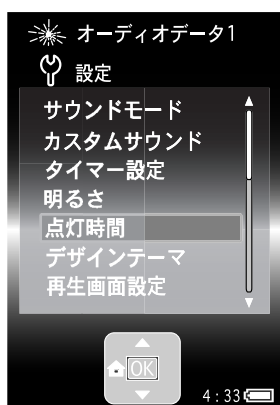 オーディオデータ1
設定
サウンドモード
カスタムサウンド
タイマー設定
明るさ
点灯時間
デザインテーマ
再生画面設定
OK
4:33